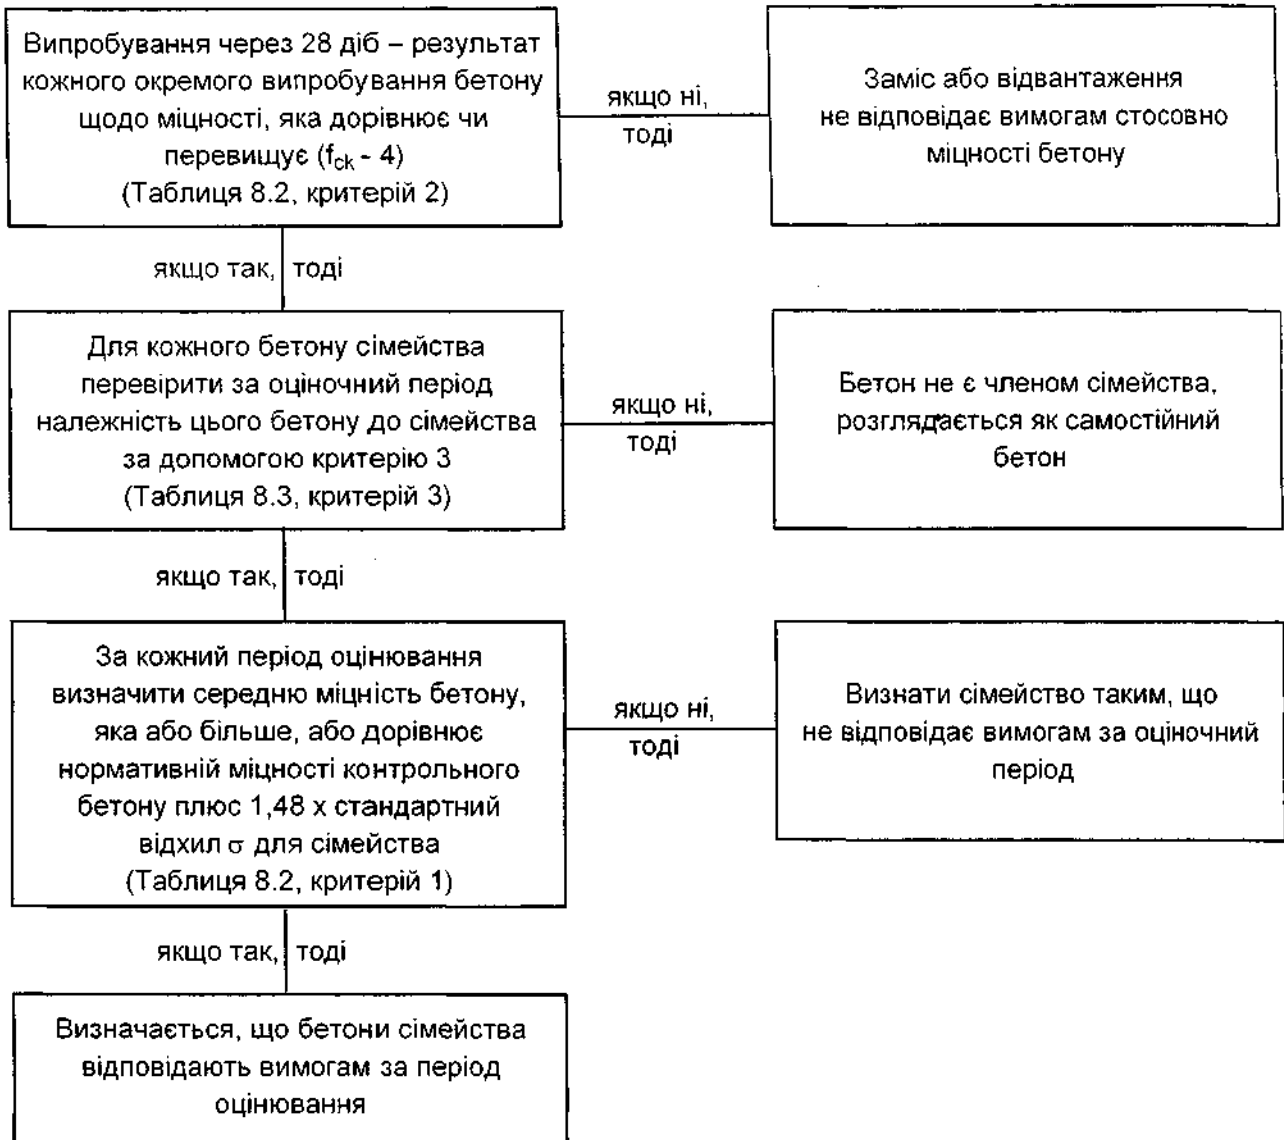 Випробування через 28 діб – результат
кожного окремого випробування бетону
щодо міцності, яка дорівнює чи
перевищує (fck - 4)
(Таблиця 8.2, критерій 2)
якщо ні,
тоді
Заміс або відвантаження
не відповідає вимогам стосовно
міцності бетону
якщо так, тоді
Для кожного бетону сімейства
перевірити за оціночний період
належність цього бетону до сімейства
за допомогою критерію 3
(Таблиця 8.3, критерій 3)
якщо ні,
тоді
Бетон не є членом сімейства,
розглядається як самостійний
бетон
якщо так, тоді
За кожний період оцінювання
визначити середню міцність бетону,
яка або більше, або дорівнює
нормативній міцності контрольного
бетону плюс 1,48 х стандартний
відхил σ для сімейства
(Таблиця 8.2, критерій 1)
якщо ні,
тоді
Визнати сімейство таким, що
не відповідає вимогам за оціночний
період
якщо так, тоді
Визначається, що бетони сімейства
відповідають вимогам за період
оцінювання